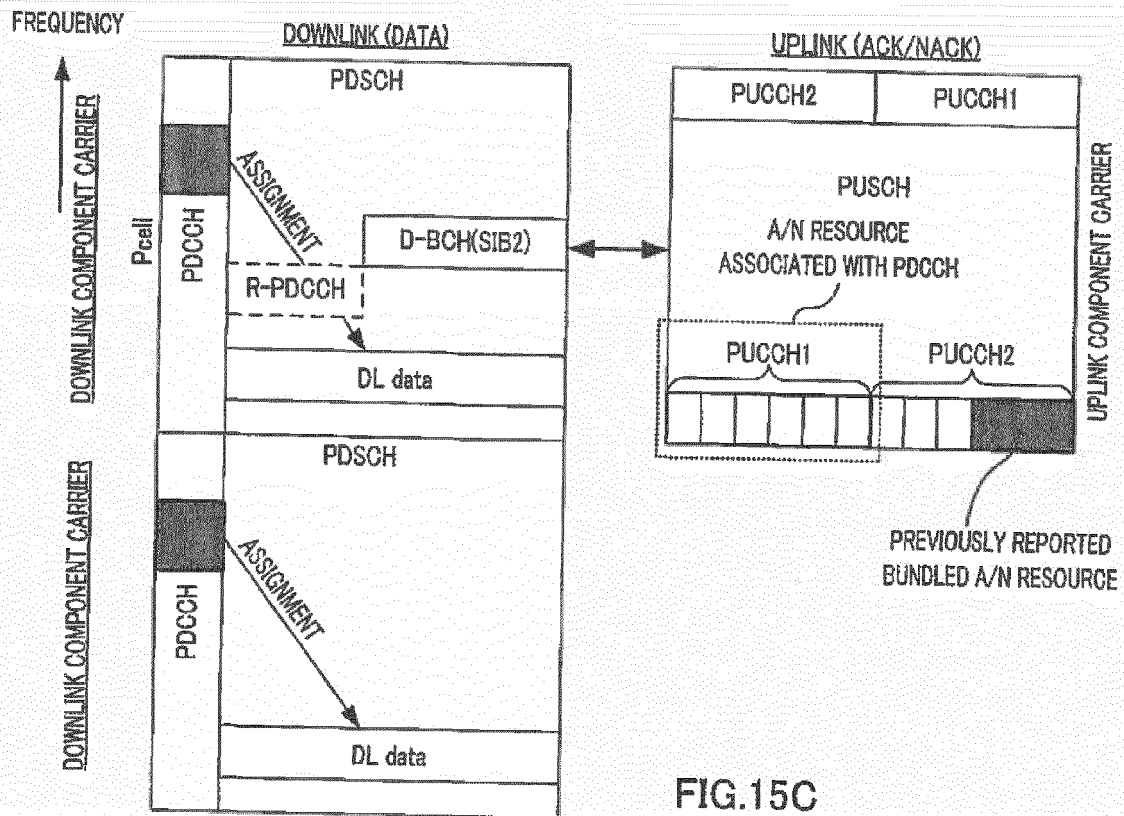 FREQUENCY
DOWNLINK (DATA)
UPLINK (ACK/NACK)
DOWNLINK COMPONENT CARRIER
Pcell
PDCCH
PDSCH
ASSIGNMENT
D-BCH(SIB2)
R-PDCCH
DL data
DOWNLINK COMPONENT CARRIER
PDCCH
PDSCH
ASSIGNMENT
DL data
PUCCH2
PUCCH1
PUSCH
A/N RESOURCE
ASSOCIATED WITH PDCCH
PUCCH1
PUCCH2
UPLINK COMPONENT CARRIER
PREVIOUSLY REPORTED
BUNDLED A/N RESOURCE
FIG.15C